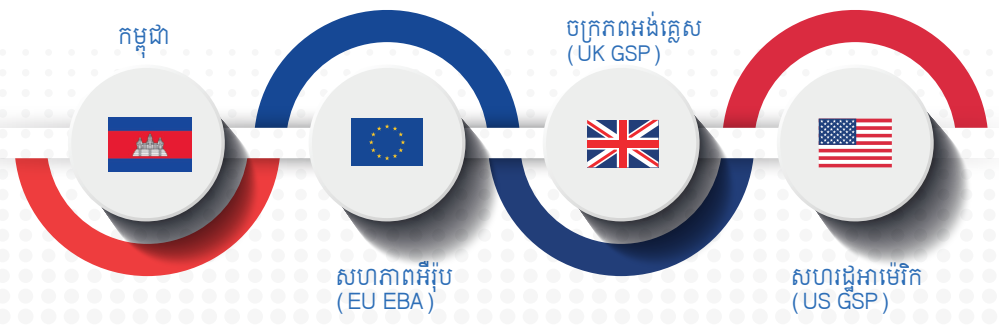 កម្ពុជា
សហភាពអឺរ៉ុប
(EU EBA)
ចក្រភពអង់គ្លេស
(UK GSP)
សហរដ្ឋអាម៉េរិក
(US GSP)